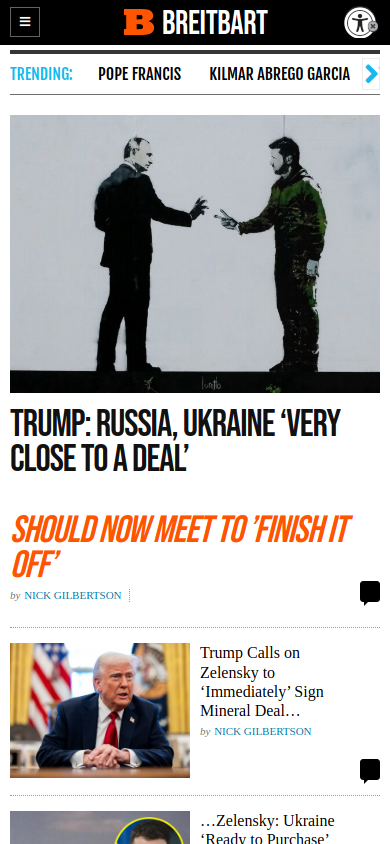 BREITBART
TRENDING:
POPE FRANCIS
KILMAR ABREGO GARCIA
TRUMP: RUSSIA, UKRAINE ‘VERY
CLOSE TO A DEAL’
SHOULD NOW MEET TO ’FINISH IT
OFF’
by NICK GILBERTSON
Trump Calls on
Zelensky to
‘Immediately’ Sign
Mineral Deal…
by NICK GILBERTSON
…Zelensky: Ukraine
‘Ready to Purchase’